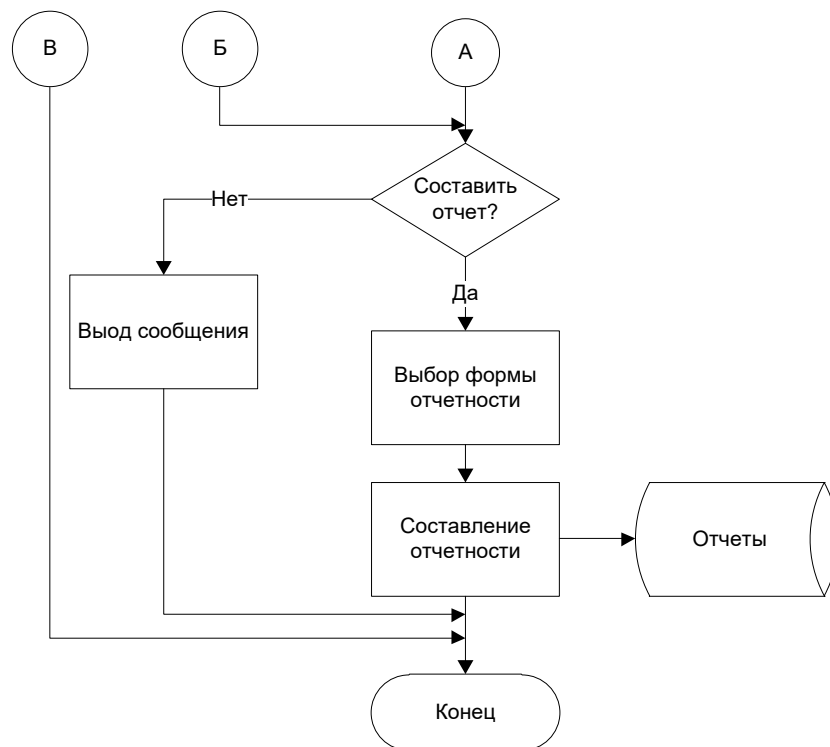 В
Б
А
Составить
отчет?
Нет
Да
Выод сообщения
Выбор формы
отчетности
Составление
отчетности
Отчеты
Конец